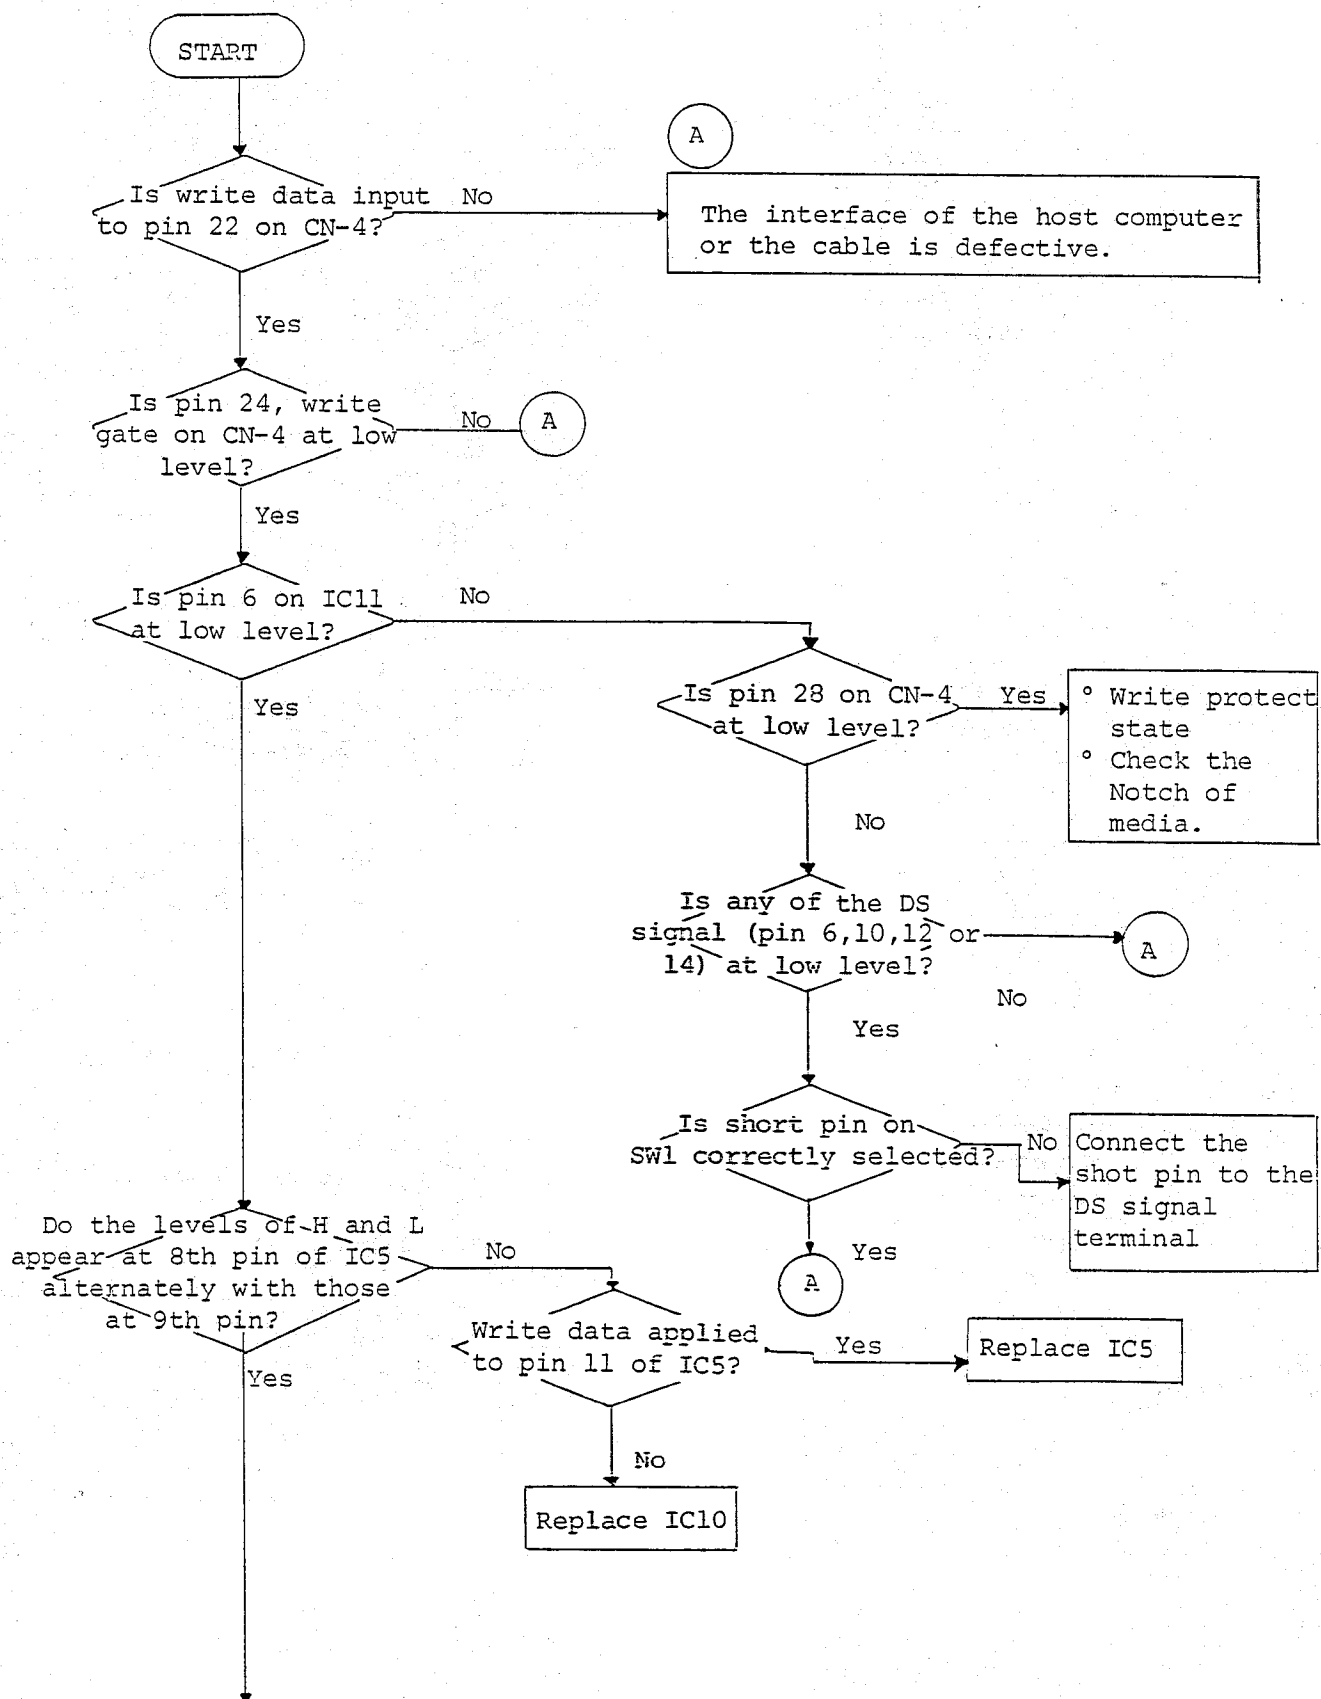 START
A
Is write data input
to pin 22 on CN-4?
No
The interface of the host computer
or the cable is defective.
Yes
Is pin 24, write
gate on CN-4 at low
level?
No
A
Yes
Is pin 6 on IC11
at low level?
No
Yes
Is pin 28 on CN-4
at low level?
Yes
° Write protect
state
° Check the
Notch of
media.
No
Is any of the DS
signal (pin 6,10,12 or
14) at low level?
A
No
Yes
Is short pin on
SW1 correctly selected?
No
Connect the
shot pin to the
DS signal
terminal
Yes
A
Do the levels of H and L
appear at 8th pin of IC5
alternately with those
at 9th pin?
No
Yes
Write data applied
to pin 11 of IC5?
Yes
Replace IC5
No
Replace IC10